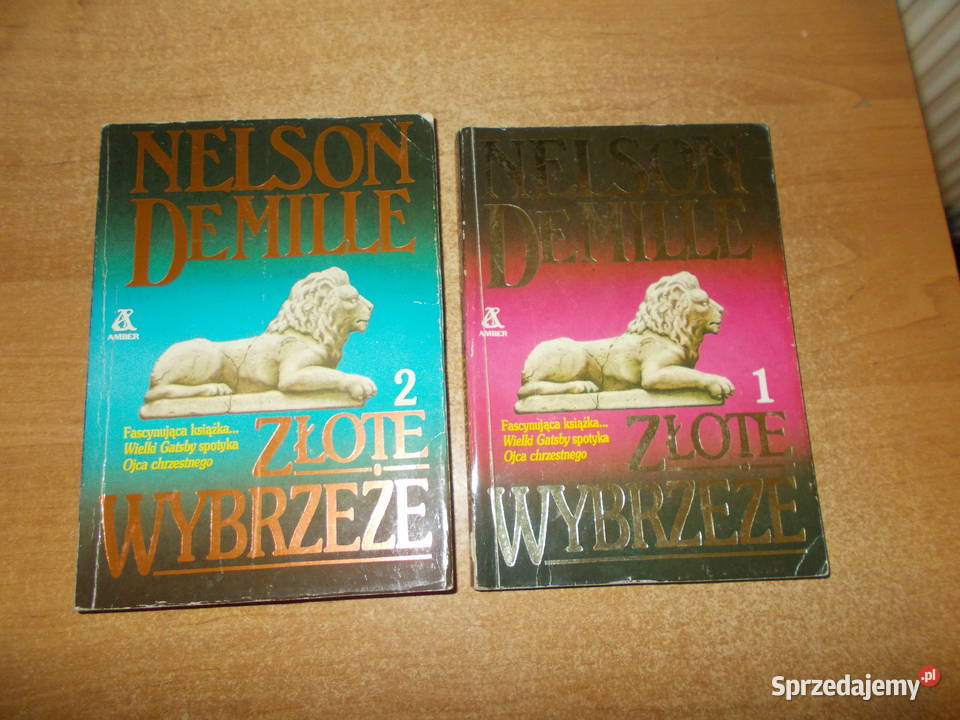 NELSON
DEMILLE
AMBER
2
Fascynująca książka...
Wielki Gatsby spotyka
Ojca chrzestnego
ZŁOTE
WYBRZEŻE
NELSON
DEMILLE
AMBER
1
Fascynująca książka...
Wielki Gatsby spotyka
Ojca chrzestnego
ZŁOTE
WYBRZEŻE
Sprzedajemy.pl